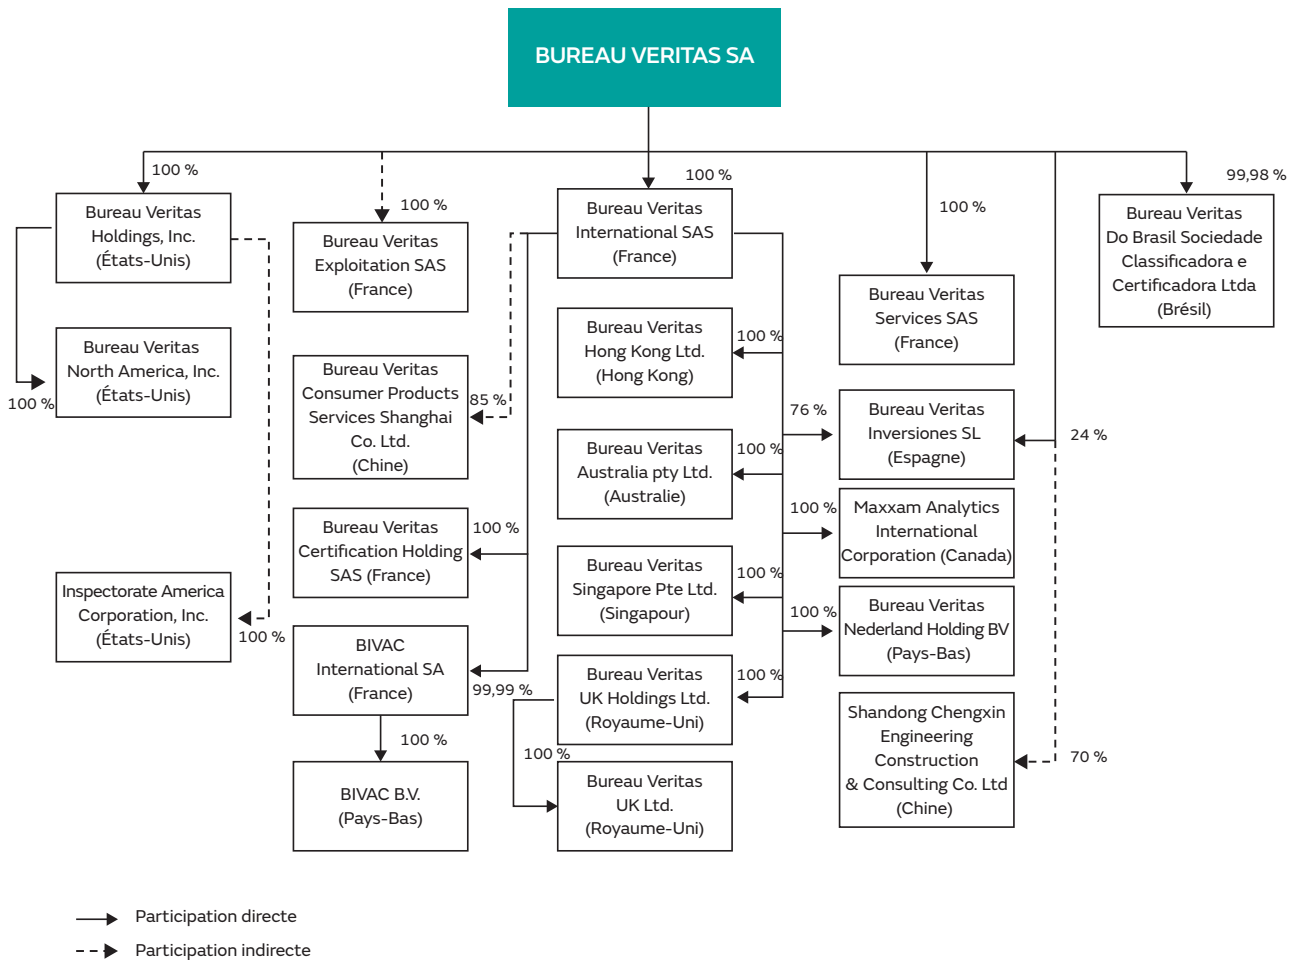 BUREAU VERITAS SA
100 %
Bureau Veritas
Holdings, Inc.
(États-Unis)
100 %
Bureau Veritas
North America, Inc.
(États-Unis)
100 %
Inspectorate America
Corporation, Inc.
(États-Unis)
100 %
Bureau Veritas
Exploitation SAS
(France)
85 %
Bureau Veritas
Consumer Products
Services Shanghai
Co. Ltd.
(Chine)
100 %
Bureau Veritas
Certification Holding
SAS (France)
99,99 %
BIVAC
International SA
(France)
100 %
BIVAC B.V.
(Pays-Bas)
100 %
Bureau Veritas
International SAS
(France)
100 %
Bureau Veritas
Hong Kong Ltd.
(Hong Kong)
100 %
Bureau Veritas
Australia pty Ltd.
(Australie)
100 %
Bureau Veritas
Singapore Pte Ltd.
(Singapour)
100 %
Bureau Veritas
UK Holdings Ltd.
(Royaume-Uni)
100 %
Bureau Veritas
UK Ltd.
(Royaume-Uni)
100 %
Bureau Veritas
Services SAS
(France)
76 %
Bureau Veritas
Inversiones SL
(Espagne)
24 %
100 %
Maxxam Analytics
International
Corporation (Canada)
100 %
Bureau Veritas
Nederland Holding BV
(Pays-Bas)
Shandong Chengxin
Engineering
Construction
& Consulting Co. Ltd
(Chine)
70 %
99,98 %
Bureau Veritas
Do Brasil Sociedade
Classificadora e
Certificadora Ltda
(Brésil)
Participation directe
Participation indirecte